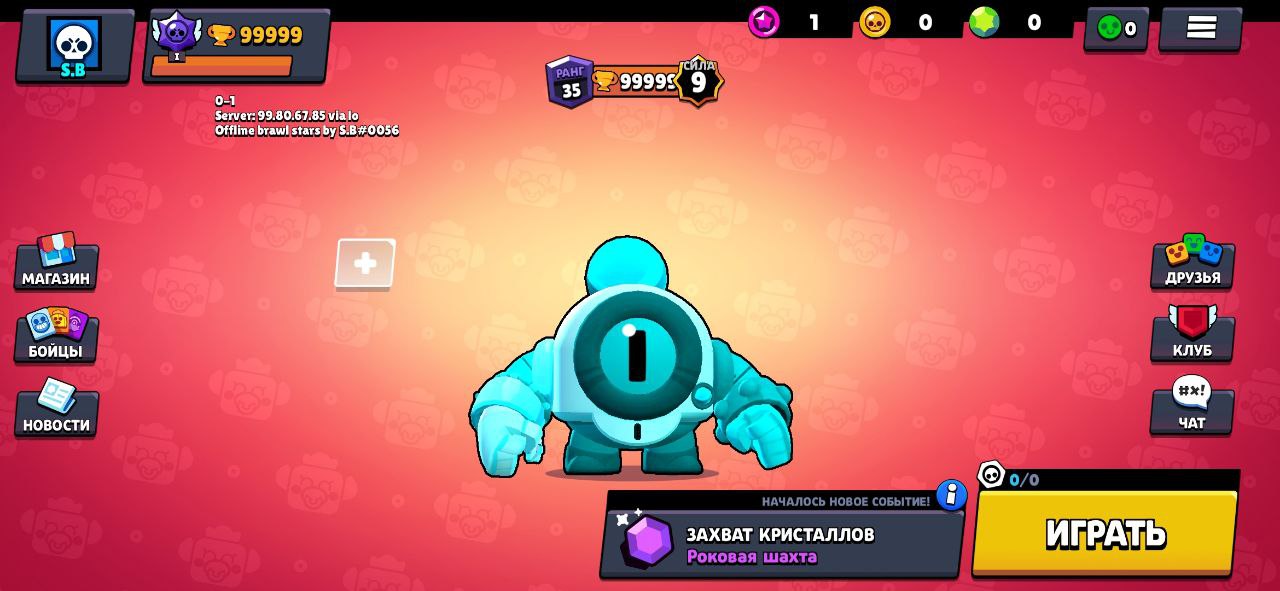 S.B
I
99999
1
0
0
0
РАНГ
35
99999
СИЛА
9
0-1
Server: 99.80.67.85 via lo
Offline brawl stars by S.B#0056
МАГАЗИН
БОЙЦЫ
НОВОСТИ
ДРУЗЬЯ
КЛУБ
#x!
ЧАТ
НАЧАЛОСЬ НОВОЕ СОБЫТИЕ!
i
ЗАХВАТ КРИСТАЛЛОВ
Роковая шахта
0/0
ИГРАТЬ